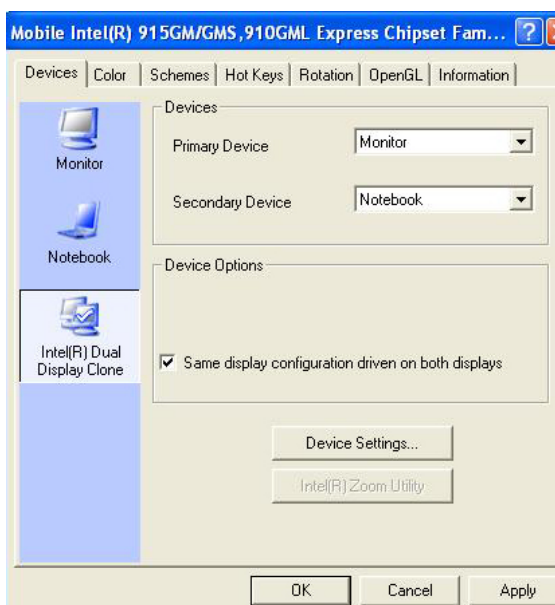 Mobile Intel(R) 915GM/GMS,910GML Express Chipset Fam... ?
Devices Color Schemes Hot Keys Rotation OpenGL Information
Monitor
Notebook
Intel(R) Dual
Display Clone
Devices
Primary Device Monitor
Secondary Device Notebook
Device Options
Same display configuration driven on both displays
Device Settings...
Intel(R) Zoom Utility
OK Cancel Apply